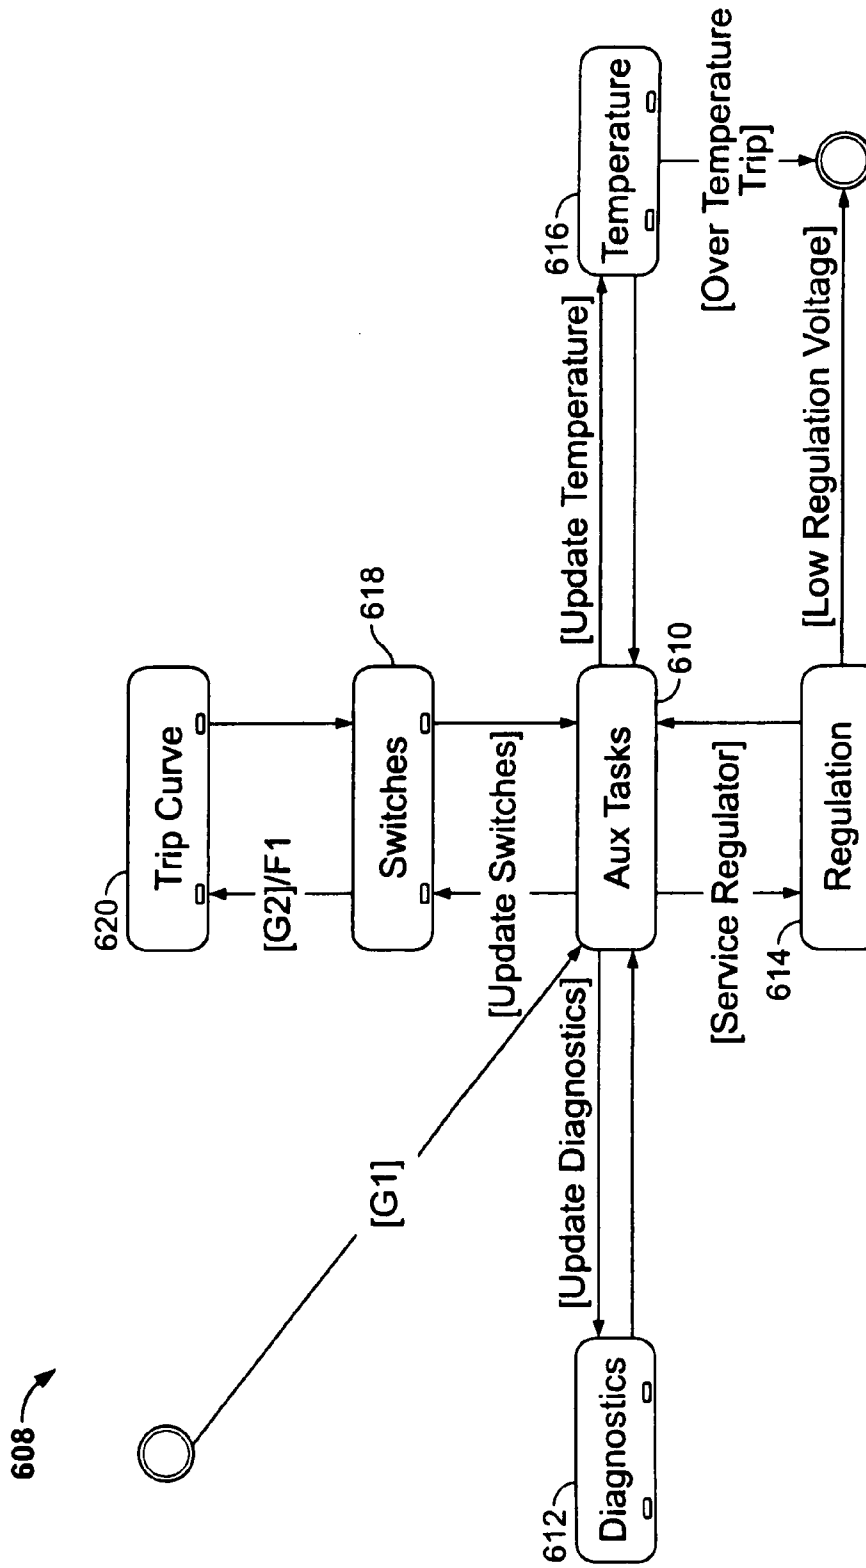 608
[G1]
620
Trip Curve
[G2]/F1
618
Switches
[Update Switches]
612
Diagnostics
[Update Diagnostics]
610
Aux Tasks
[Update Temperature]
616
Temperature
[Over Temperature
Trip]
[Service Regulator]
614
Regulation
[Low Regulation Voltage]